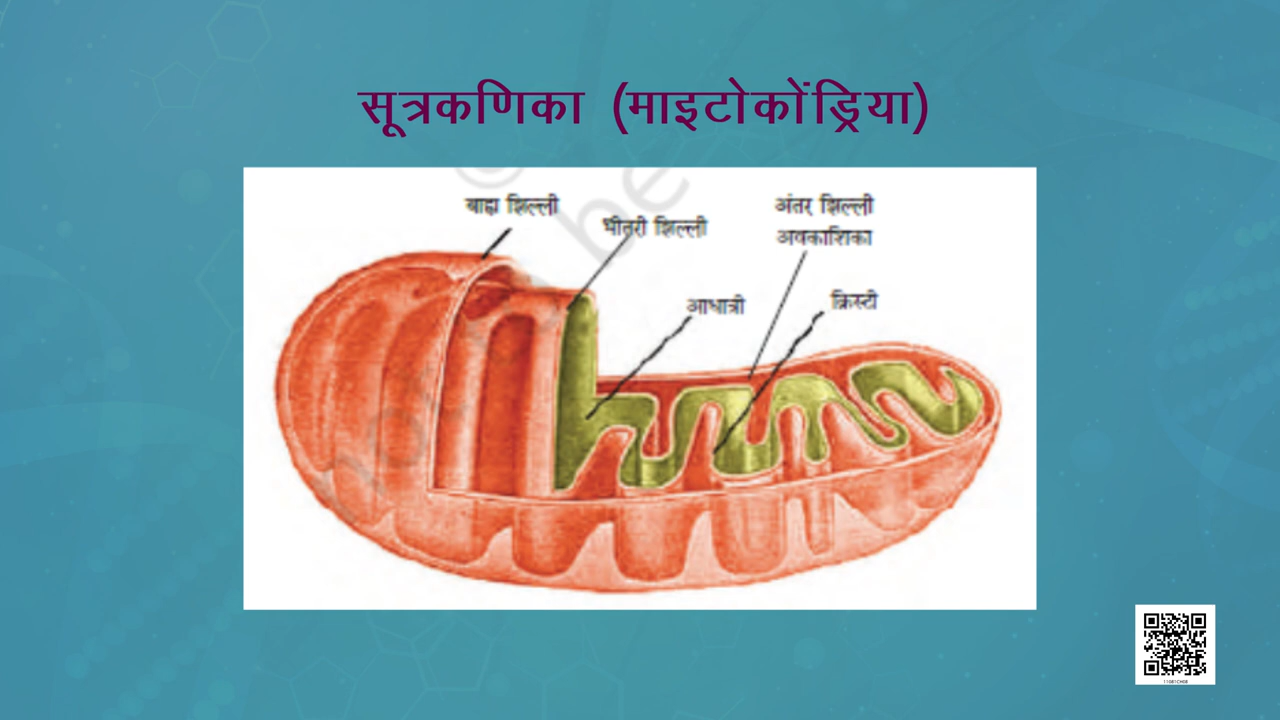 सूत्रकणिका (माइटोकोंड्रिया)
बाह्य झिल्ली
भीतरी झिल्ली
अंतर झिल्ली
अवकाशिका
आधात्री
क्रिस्टी